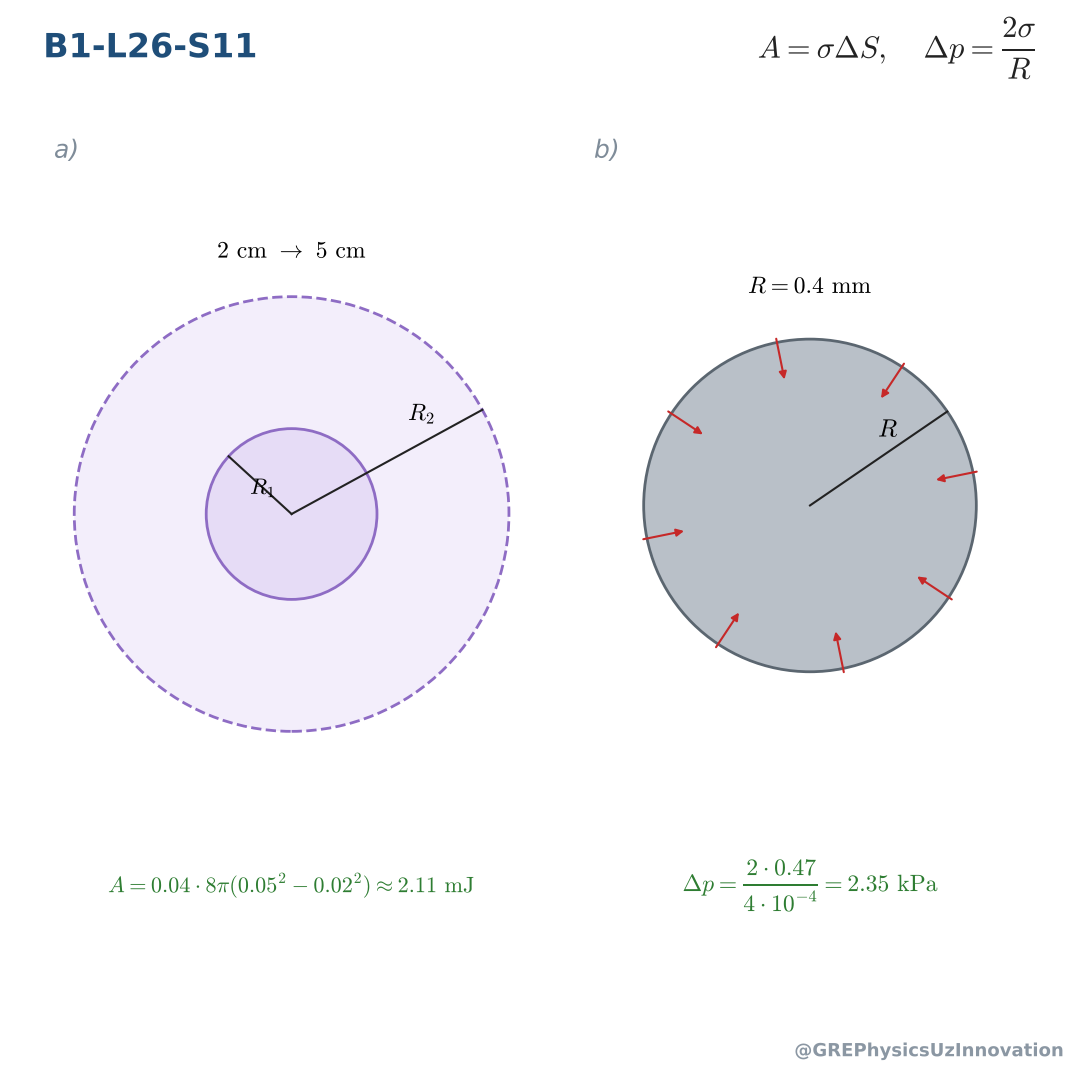 B1-L26-S11
A = σΔS, Δp = 2σ/R
a)
b)
2 cm → 5 cm
R = 0.4 mm
R₂
R
R₁
A = 0.04 · 8π(0.05² − 0.02²) ≈ 2.11 mJ
Δp = 2 · 0.47 / 4 · 10⁻⁴ = 2.35 kPa
@GREPhysicsUzInnovation